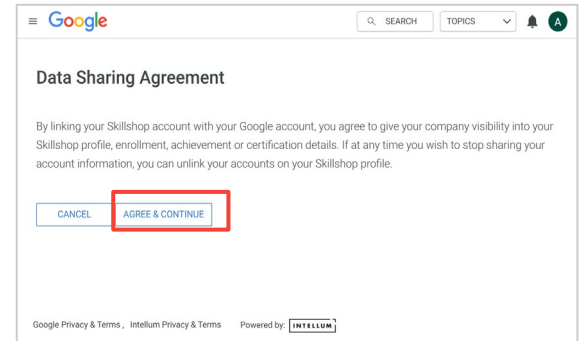 Google
SEARCH
TOPICS
A
Data Sharing Agreement
By linking your Skillshop account with your Google account, you agree to give your company visibility into your
Skillshop profile, enrollment, achievement or certification details. If at any time you wish to stop sharing your
account information, you can unlink your accounts on your Skillshop profile.
CANCEL
AGREE & CONTINUE
Google Privacy & Terms , Intellum Privacy & Terms Powered by: INTELLUM